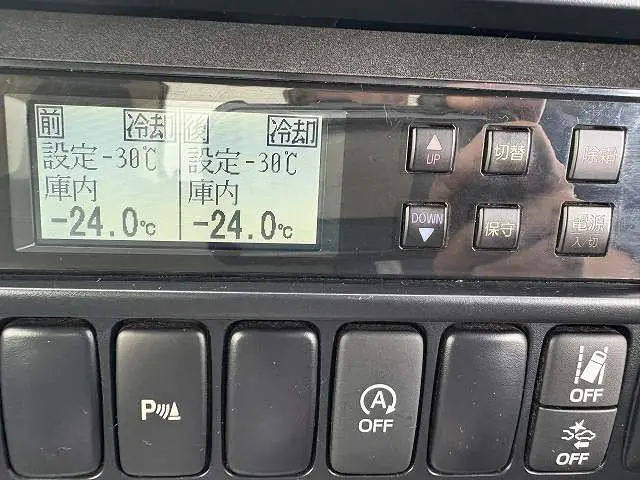 前 冷却 後 冷却
設定-30℃ 設定-30℃
庫内 庫内
-24.0℃ -24.0℃
UP 切替 除霜
DOWN 保守 電源
入/切
P
A
OFF
OFF
OFF